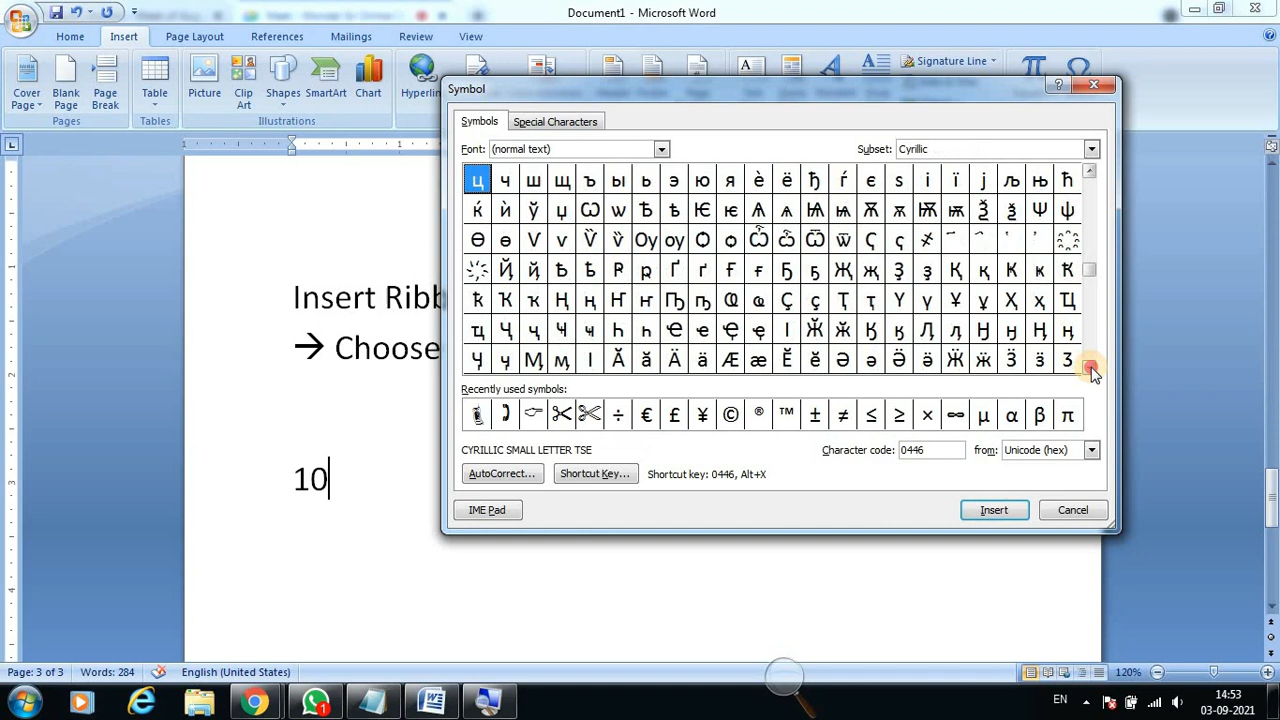 Document1 - Microsoft Word
Home Insert Page Layout References Mailings Review View
Cover Page Blank Page Page Break Table Picture Clip Art Shapes SmartArt Chart Hyperlin Signature Line
Pages Tables Illustrations
Symbol
Symbols Special Characters
Font: (normal text) Subset: Cyrillic
ц ч ш щ ъ ы ь э ю я ѐ ё ђ ѓ є ѕ і ї ј љ њ ћ
ќ ѝ ў џ Ѡ ѡ Ѣ ѣ Ѥ ѥ Ѧ ѧ Ѩ ѩ Ѫ ѫ Ѭ ѭ Ѯ ѯ Ѱ ѱ
Ѳ ѳ Ѵ ѵ Ѷ ѷ Ѹ ѹ Ѻ ѻ Ѽ ѽ Ѿ ѿ Ҁ ҁ ҂
Ҋ ҋ Ҍ ҍ Ҏ ҏ Ґ ґ Ғ ғ Ҕ ҕ Җ җ Ҙ ҙ Қ қ Ҝ ҝ Ҟ
ҟ Ҡ ҡ Ң ң Ҥ ҥ Ҧ ҧ Ҩ ҩ Ҫ ҫ Ҭ ҭ Ү ү Ұ ұ Ҳ ҳ Ҵ
ҵ Ҷ ҷ Ҹ ҹ Һ һ Ҽ ҽ Ҿ ҿ Ӏ Ӂ ӂ Ӄ ӄ Ӆ ӆ Ӈ ӈ Ӊ ӊ
Ӌ ӌ Ӎ ӎ ӏ Ӑ ӑ Ӓ ӓ Ӕ ӕ Ӗ ӗ Ә ә Ӛ ӛ Ӝ ӝ Ӟ ӟ Ӡ
Recently used symbols:
☞ ✂ ✄ ÷ € £ ¥ © ® ™ ± ≠ ≤ ≥ × ∞ µ α β π
CYRILLIC SMALL LETTER TSE Character code: 0446 from: Unicode (hex)
AutoCorrect... Shortcut Key... Shortcut key: 0446, Alt+X
IME Pad Insert Cancel
Insert Ribb
→ Choose
10
Page: 3 of 3 Words: 284 English (United States) 120%
EN 14:53
03-09-2021